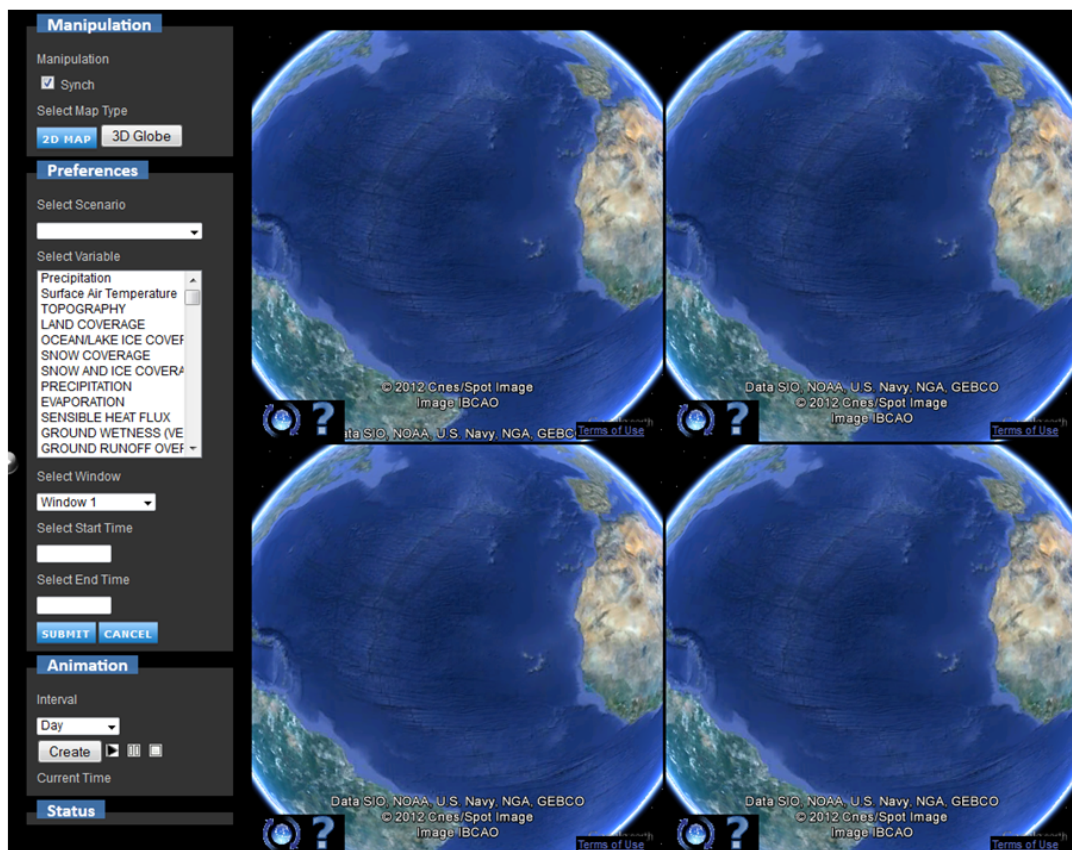 Manipulation
Manipulation
Synch
Select Map Type
2D MAP 3D Globe
Preferences
Select Scenario
Select Variable
Precipitation
Surface Air Temperature
TOPOGRAPHY
LAND COVERAGE
OCEAN/LAKE ICE COVER
SNOW COVERAGE
SNOW AND ICE COVERA
PRECIPITATION
EVAPORATION
SENSIBLE HEAT FLUX
GROUND WETNESS (VE
GROUND RUNOFF OVER
Select Window
Window 1
Select Start Time
Select End Time
SUBMIT CANCEL
Animation
Interval
Day
Create
Current Time
Status
© 2012 Cnes/Spot Image
Image IBCAO
?
ata SIO, NOAA, U.S. Navy, NGA, GEBC
Terms of Use
Data SIO, NOAA, U.S. Navy, NGA, GEBCO
© 2012 Cnes/Spot Image
Image IBCAO
?
Terms of Use
Data SIO, NOAA, U.S. Navy, NGA, GEBCO
© 2012 Cnes/Spot Image
Image IBCAO
?
Terms of Use
Data SIO, NOAA, U.S. Navy, NGA, GEBCO
© 2012 Cnes/Spot Image
Image IBCAO
?
Terms of Use